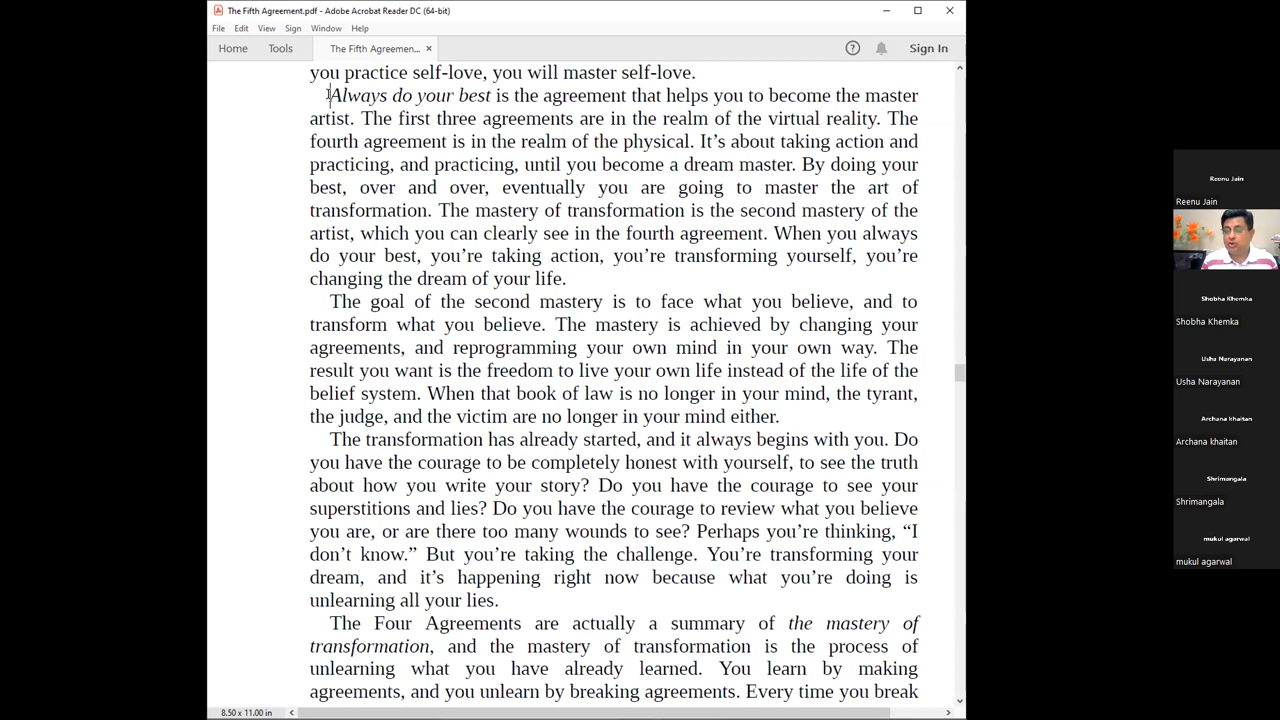 The Fifth Agreement.pdf - Adobe Acrobat Reader DC (64-bit)
File Edit View Sign Window Help
Home Tools The Fifth Agreemen... × Sign In
you practice self-love, you will master self-love.
Always do your best is the agreement that helps you to become the master
artist. The first three agreements are in the realm of the virtual reality. The
fourth agreement is in the realm of the physical. It’s about taking action and
practicing, and practicing, until you become a dream master. By doing your
best, over and over, eventually you are going to master the art of
transformation. The mastery of transformation is the second mastery of the
artist, which you can clearly see in the fourth agreement. When you always
do your best, you’re taking action, you’re transforming yourself, you’re
changing the dream of your life.
The goal of the second mastery is to face what you believe, and to
transform what you believe. The mastery is achieved by changing your
agreements, and reprogramming your own mind in your own way. The
result you want is the freedom to live your own life instead of the life of the
belief system. When that book of law is no longer in your mind, the tyrant,
the judge, and the victim are no longer in your mind either.
The transformation has already started, and it always begins with you. Do
you have the courage to be completely honest with yourself, to see the truth
about how you write your story? Do you have the courage to see your
superstitions and lies? Do you have the courage to review what you believe
you are, or are there too many wounds to see? Perhaps you’re thinking, “I
don’t know.” But you’re taking the challenge. You’re transforming your
dream, and it’s happening right now because what you’re doing is
unlearning all your lies.
The Four Agreements are actually a summary of the mastery of
transformation, and the mastery of transformation is the process of
unlearning what you have already learned. You learn by making
agreements, and you unlearn by breaking agreements. Every time you break
8.50 x 11.00 in
Reenu Jain
Reenu Jain
Shobha Khemka
Shobha Khemka
Usha Narayanan
Usha Narayanan
Archana khaitan
Archana khaitan
Shrimangala
Shrimangala
mukul agarwal
mukul agarwal